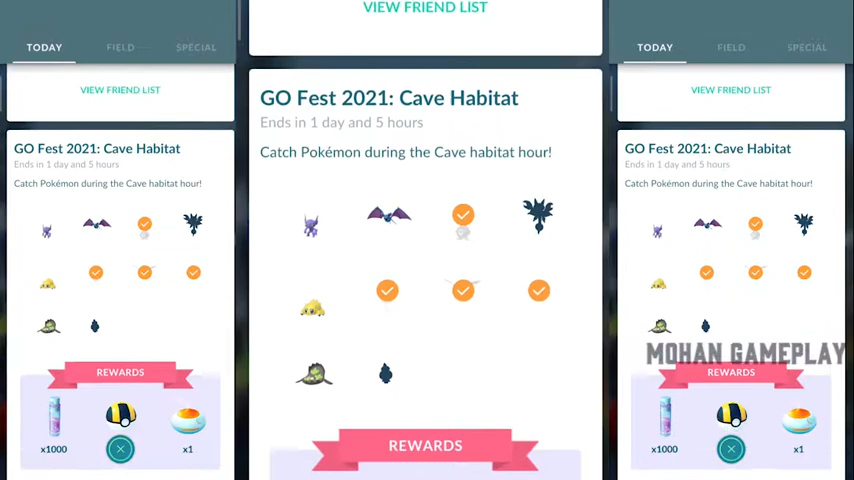 TODAY FIELD SPECIAL
VIEW FRIEND LIST
GO Fest 2021: Cave Habitat
Ends in 1 day and 5 hours
Catch Pokémon during the Cave habitat hour!
REWARDS
x1000 x1
VIEW FRIEND LIST
GO Fest 2021: Cave Habitat
Ends in 1 day and 5 hours
Catch Pokémon during the Cave habitat hour!
REWARDS
TODAY FIELD SPECIAL
VIEW FRIEND LIST
GO Fest 2021: Cave Habitat
Ends in 1 day and 5 hours
Catch Pokémon during the Cave habitat hour!
MOHAN GAMEPLAY
REWARDS
x1000 x1